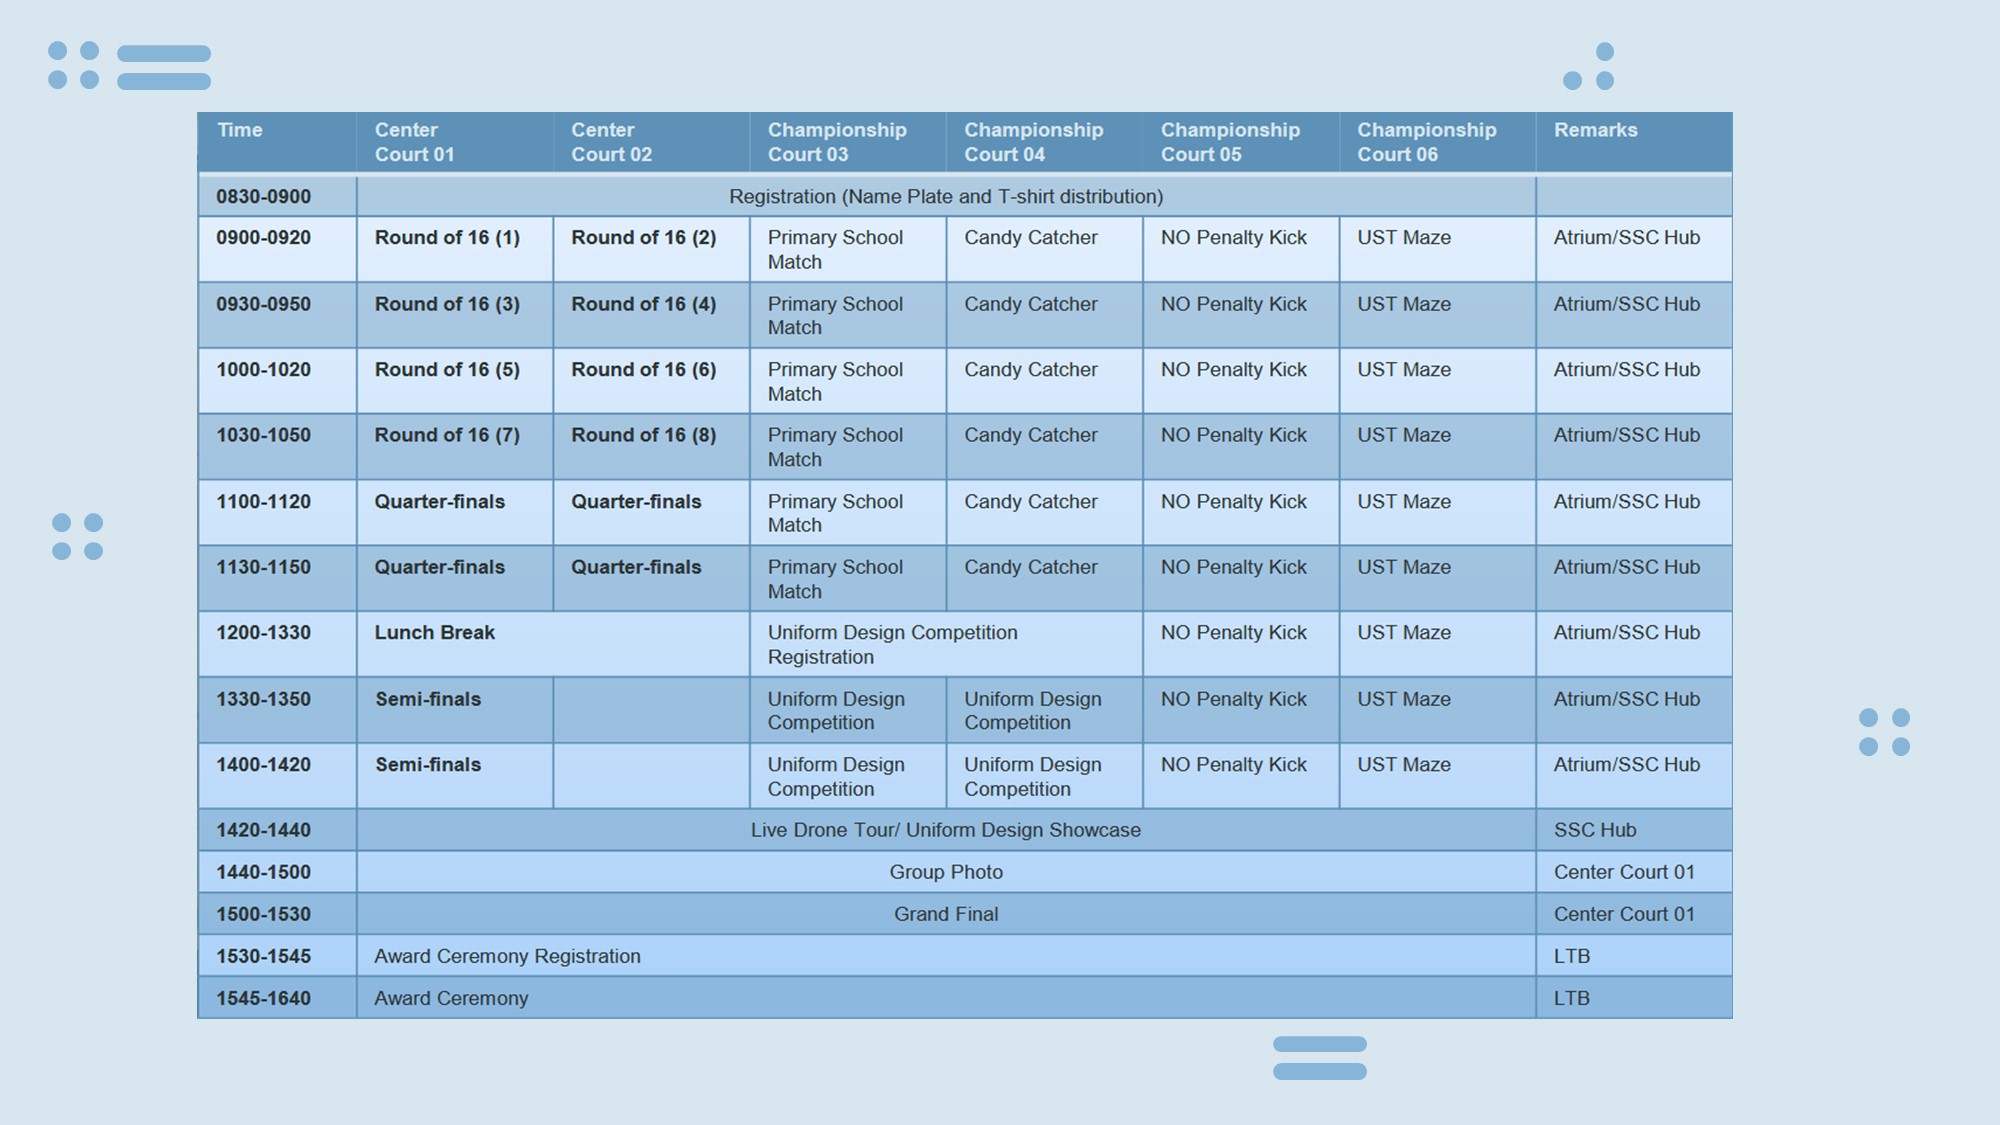 Time Center Court 01 Center Court 02 Championship Court 03 Championship Court 04 Championship Court 05 Championship Court 06 Remarks
0830-0900 Registration (Name Plate and T-shirt distribution)
0900-0920 Round of 16 (1) Round of 16 (2) Primary School Match Candy Catcher NO Penalty Kick UST Maze Atrium/SSC Hub
0930-0950 Round of 16 (3) Round of 16 (4) Primary School Match Candy Catcher NO Penalty Kick UST Maze Atrium/SSC Hub
1000-1020 Round of 16 (5) Round of 16 (6) Primary School Match Candy Catcher NO Penalty Kick UST Maze Atrium/SSC Hub
1030-1050 Round of 16 (7) Round of 16 (8) Primary School Match Candy Catcher NO Penalty Kick UST Maze Atrium/SSC Hub
1100-1120 Quarter-finals Quarter-finals Primary School Match Candy Catcher NO Penalty Kick UST Maze Atrium/SSC Hub
1130-1150 Quarter-finals Quarter-finals Primary School Match Candy Catcher NO Penalty Kick UST Maze Atrium/SSC Hub
1200-1330 Lunch Break Uniform Design Competition Registration NO Penalty Kick UST Maze Atrium/SSC Hub
1330-1350 Semi-finals Uniform Design Competition Uniform Design Competition NO Penalty Kick UST Maze Atrium/SSC Hub
1400-1420 Semi-finals Uniform Design Competition Uniform Design Competition NO Penalty Kick UST Maze Atrium/SSC Hub
1420-1440 Live Drone Tour/ Uniform Design Showcase SSC Hub
1440-1500 Group Photo Center Court 01
1500-1530 Grand Final Center Court 01
1530-1545 Award Ceremony Registration LTB
1545-1640 Award Ceremony LTB